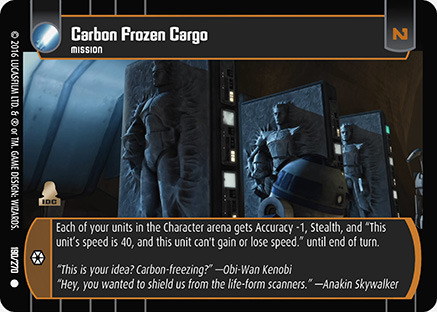 Carbon Frozen Cargo
MISSION
N
© 2016 LUCASFILM LTD. & ® or TM. GAME DESIGN: WIZARDS.
IDC
180/270
Each of your units in the Character arena gets Accuracy -1, Stealth, and “This
unit’s speed is 40, and this unit can’t gain or lose speed.” until end of turn.
“This is your idea? Carbon-freezing?” —Obi-Wan Kenobi
“Hey, you wanted to shield us from the life-form scanners.” —Anakin Skywalker